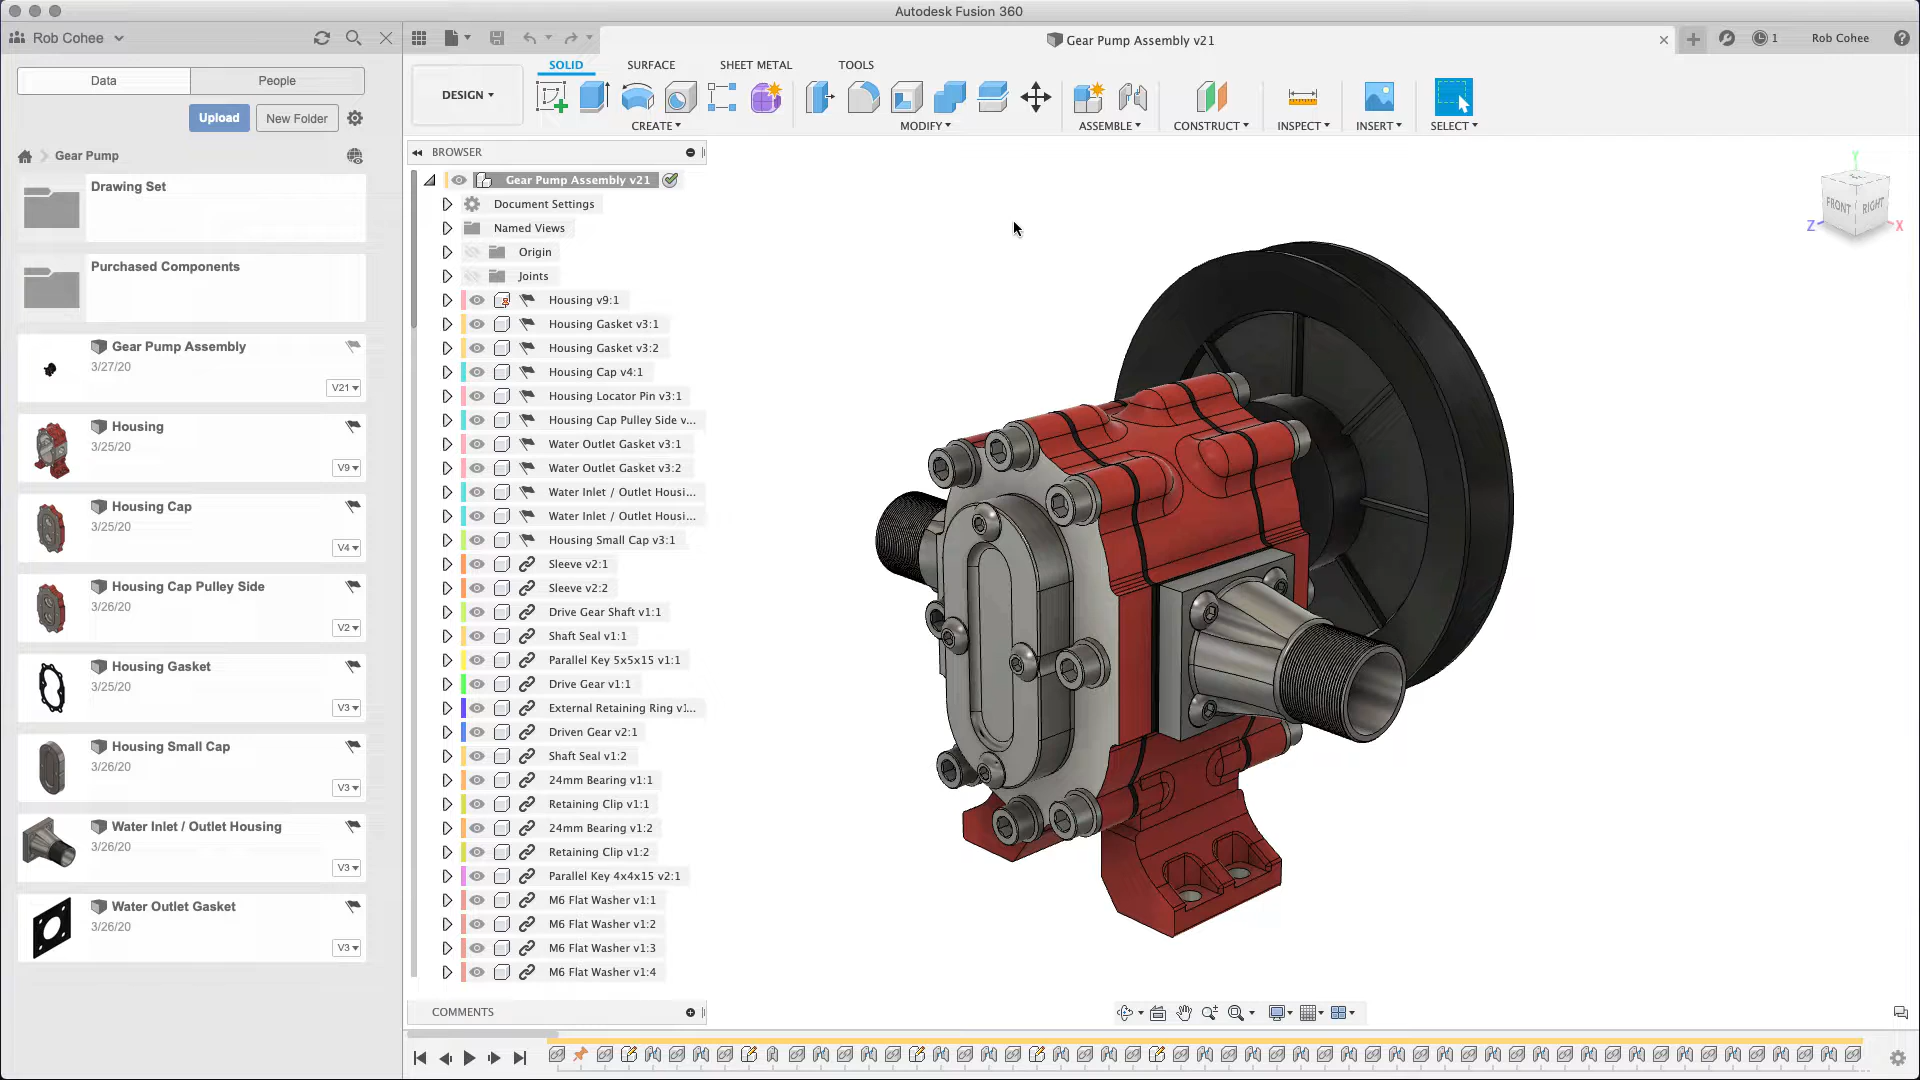 Autodesk Fusion 360
Rob Cohee
Gear Pump Assembly v21
1
Rob Cohee
Data
People
Upload
New Folder
Gear Pump
Drawing Set
Purchased Components
Gear Pump Assembly
3/27/20
V21
Housing
3/25/20
V9
Housing Cap
3/25/20
V4
Housing Cap Pulley Side
3/26/20
V2
Housing Gasket
3/25/20
V3
Housing Small Cap
3/26/20
V3
Water Inlet / Outlet Housing
3/26/20
V3
Water Outlet Gasket
3/26/20
V3
SOLID
SURFACE
SHEET METAL
TOOLS
DESIGN
CREATE
MODIFY
ASSEMBLE
CONSTRUCT
INSPECT
INSERT
SELECT
BROWSER
Gear Pump Assembly v21
Document Settings
Named Views
Origin
Joints
Housing v9:1
Housing Gasket v3:1
Housing Gasket v3:2
Housing Cap v4:1
Housing Locator Pin v3:1
Housing Cap Pulley Side v...
Water Outlet Gasket v3:1
Water Outlet Gasket v3:2
Water Inlet / Outlet Housi...
Water Inlet / Outlet Housi...
Housing Small Cap v3:1
Sleeve v2:1
Sleeve v2:2
Drive Gear Shaft v1:1
Shaft Seal v1:1
Parallel Key 5x5x15 v1:1
Drive Gear v1:1
External Retaining Ring v1...
Driven Gear v2:1
Shaft Seal v1:2
24mm Bearing v1:1
Retaining Clip v1:1
24mm Bearing v1:2
Retaining Clip v1:2
Parallel Key 4x4x15 v2:1
M6 Flat Washer v1:1
M6 Flat Washer v1:2
M6 Flat Washer v1:3
M6 Flat Washer v1:4
COMMENTS
Y
FRONT
RIGHT
Z
X